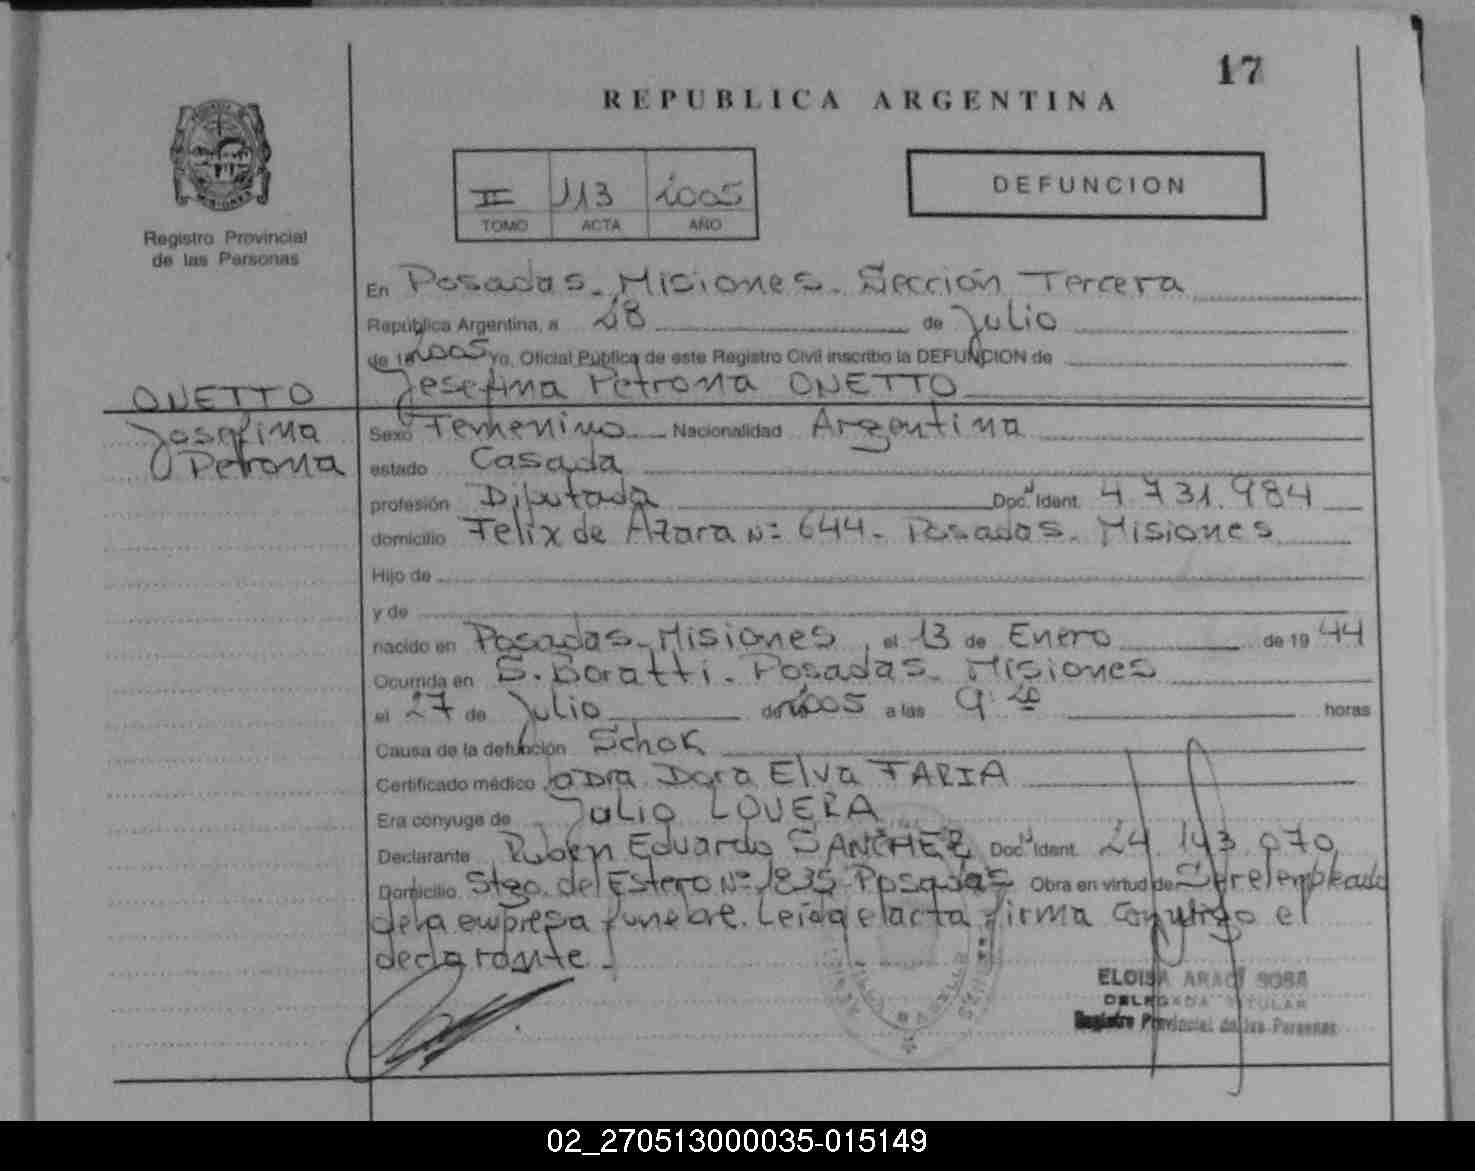 17
REPUBLICA ARGENTINA
II 113 2005
TOMO ACTA AÑO
DEFUNCION
MISIONES
Registro Provincial
de las Personas
En Posadas - Misiones - Sección Tercera
República Argentina, a 28 de Julio
de 2005 Yo, Oficial Público de este Registro Civil inscribo la DEFUNCION de
Josefina Petrona ONETTO
ONETTO
Josefina
Petrona
Sexo Femenino Nacionalidad Argentina
estado Casada
profesión Diputada Doc. Ident. 4.731.984
domicilio Felix de Azara Nº 644 - Posadas - Misiones
Hijo de
y de
nacido en Posadas - Misiones, el 13 de Enero de 1944
Ocurrida en S. Boratti - Posadas - Misiones
el 27 de Julio de 2005 a las 9:20 horas
Causa de la defunción Schok
Certificado médico Dra Dora Elva FARIA
Era conyuge de Julio LOVERA
Declarante Ruben Eduardo SANCHEZ Doc. Ident. 24.143.070
Domicilio Stgo. del Estero Nº 1835 Posadas Obra en virtud de Ser el empleado
de la empresa funebre. Leída el acta firma conmigo el
declarante.
ELOISA ARACI SOSA
DELEGADA TITULAR
Registro Provincial de las Personas
02_270513000035-015149